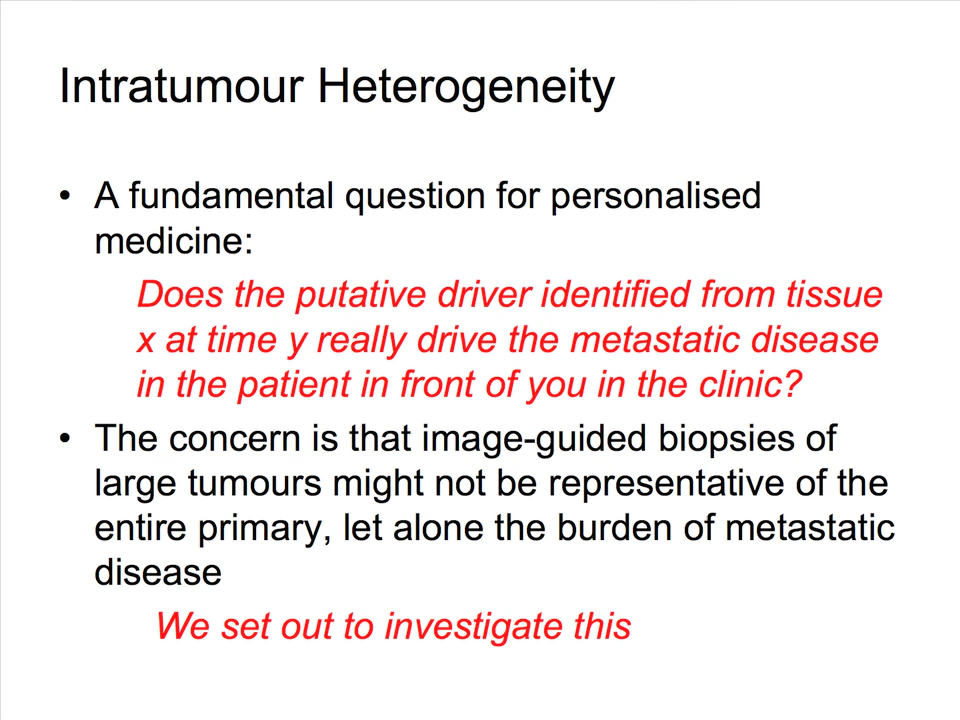 Intratumour Heterogeneity
• A fundamental question for personalised
medicine:
Does the putative driver identified from tissue
x at time y really drive the metastatic disease
in the patient in front of you in the clinic?
• The concern is that image-guided biopsies of
large tumours might not be representative of the
entire primary, let alone the burden of metastatic
disease
We set out to investigate this